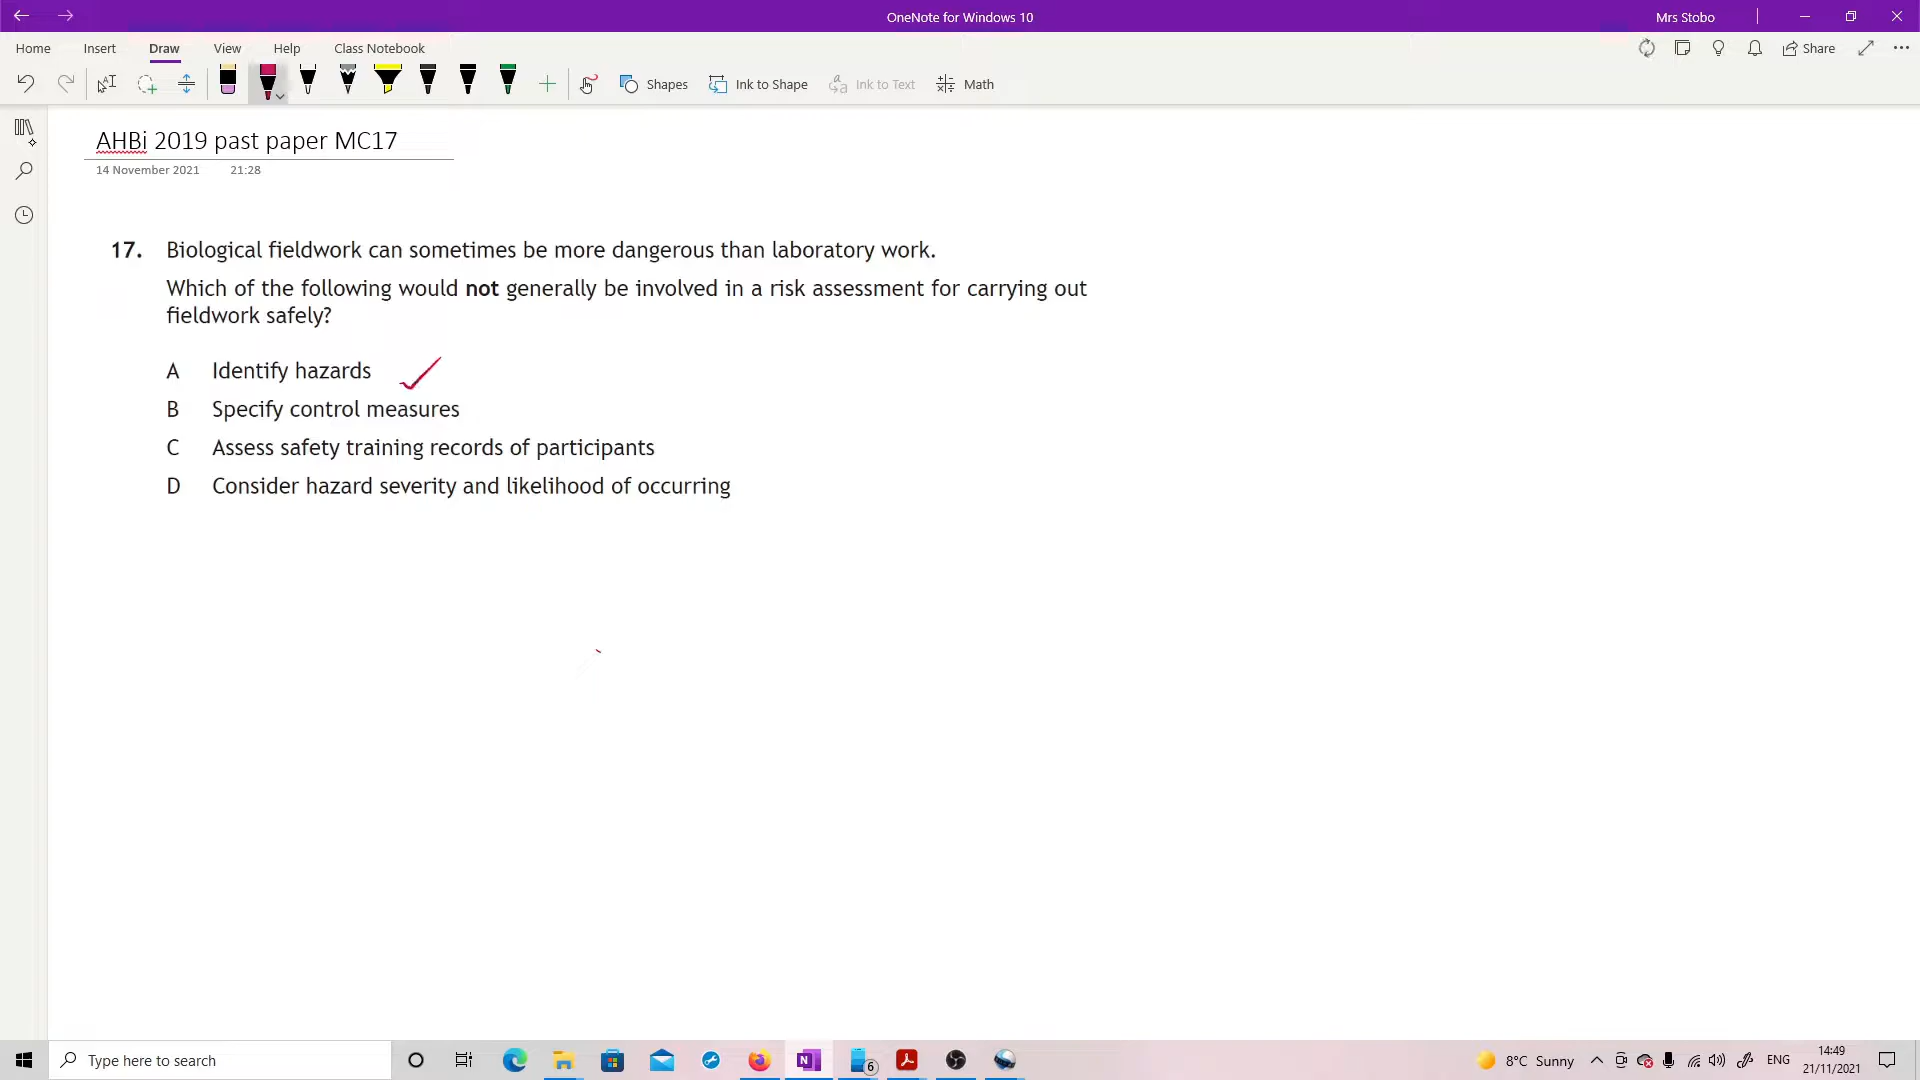 OneNote for Windows 10
Mrs Stobo
Home Insert Draw View Help Class Notebook
Share
Shapes Ink to Shape Ink to Text Math
AHBi 2019 past paper MC17
14 November 2021 21:28
17. Biological fieldwork can sometimes be more dangerous than laboratory work.
Which of the following would not generally be involved in a risk assessment for carrying out
fieldwork safely?
A Identify hazards
B Specify control measures
C Assess safety training records of participants
D Consider hazard severity and likelihood of occurring
Type here to search
6
8°C Sunny
ENG
14:49
21/11/2021